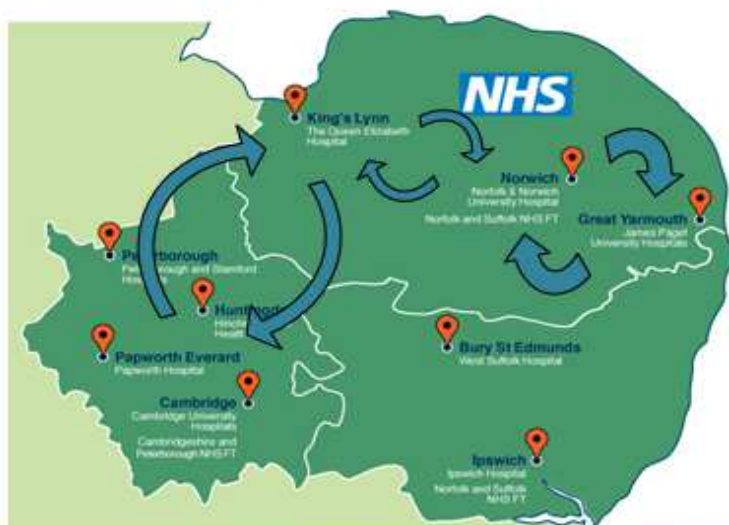 NHS
King's Lynn
The Queen Elizabeth
Hospital
Norwich
Norfolk & Norwich
University Hospital
Norfolk and Suffolk NHS FT
Great Yarmouth
James Paget
University Hospitals
Peterborough
Peterborough and Stamford
Papworth Everard
Papworth Hospital
Bury St Edmunds
West Suffolk Hospital
Cambridge
Cambridge University
Hospitals
Cambridgeshire and
Peterborough NHS FT
Ipswich
Ipswich Hospital
Norfolk and Suffolk
NHS FT